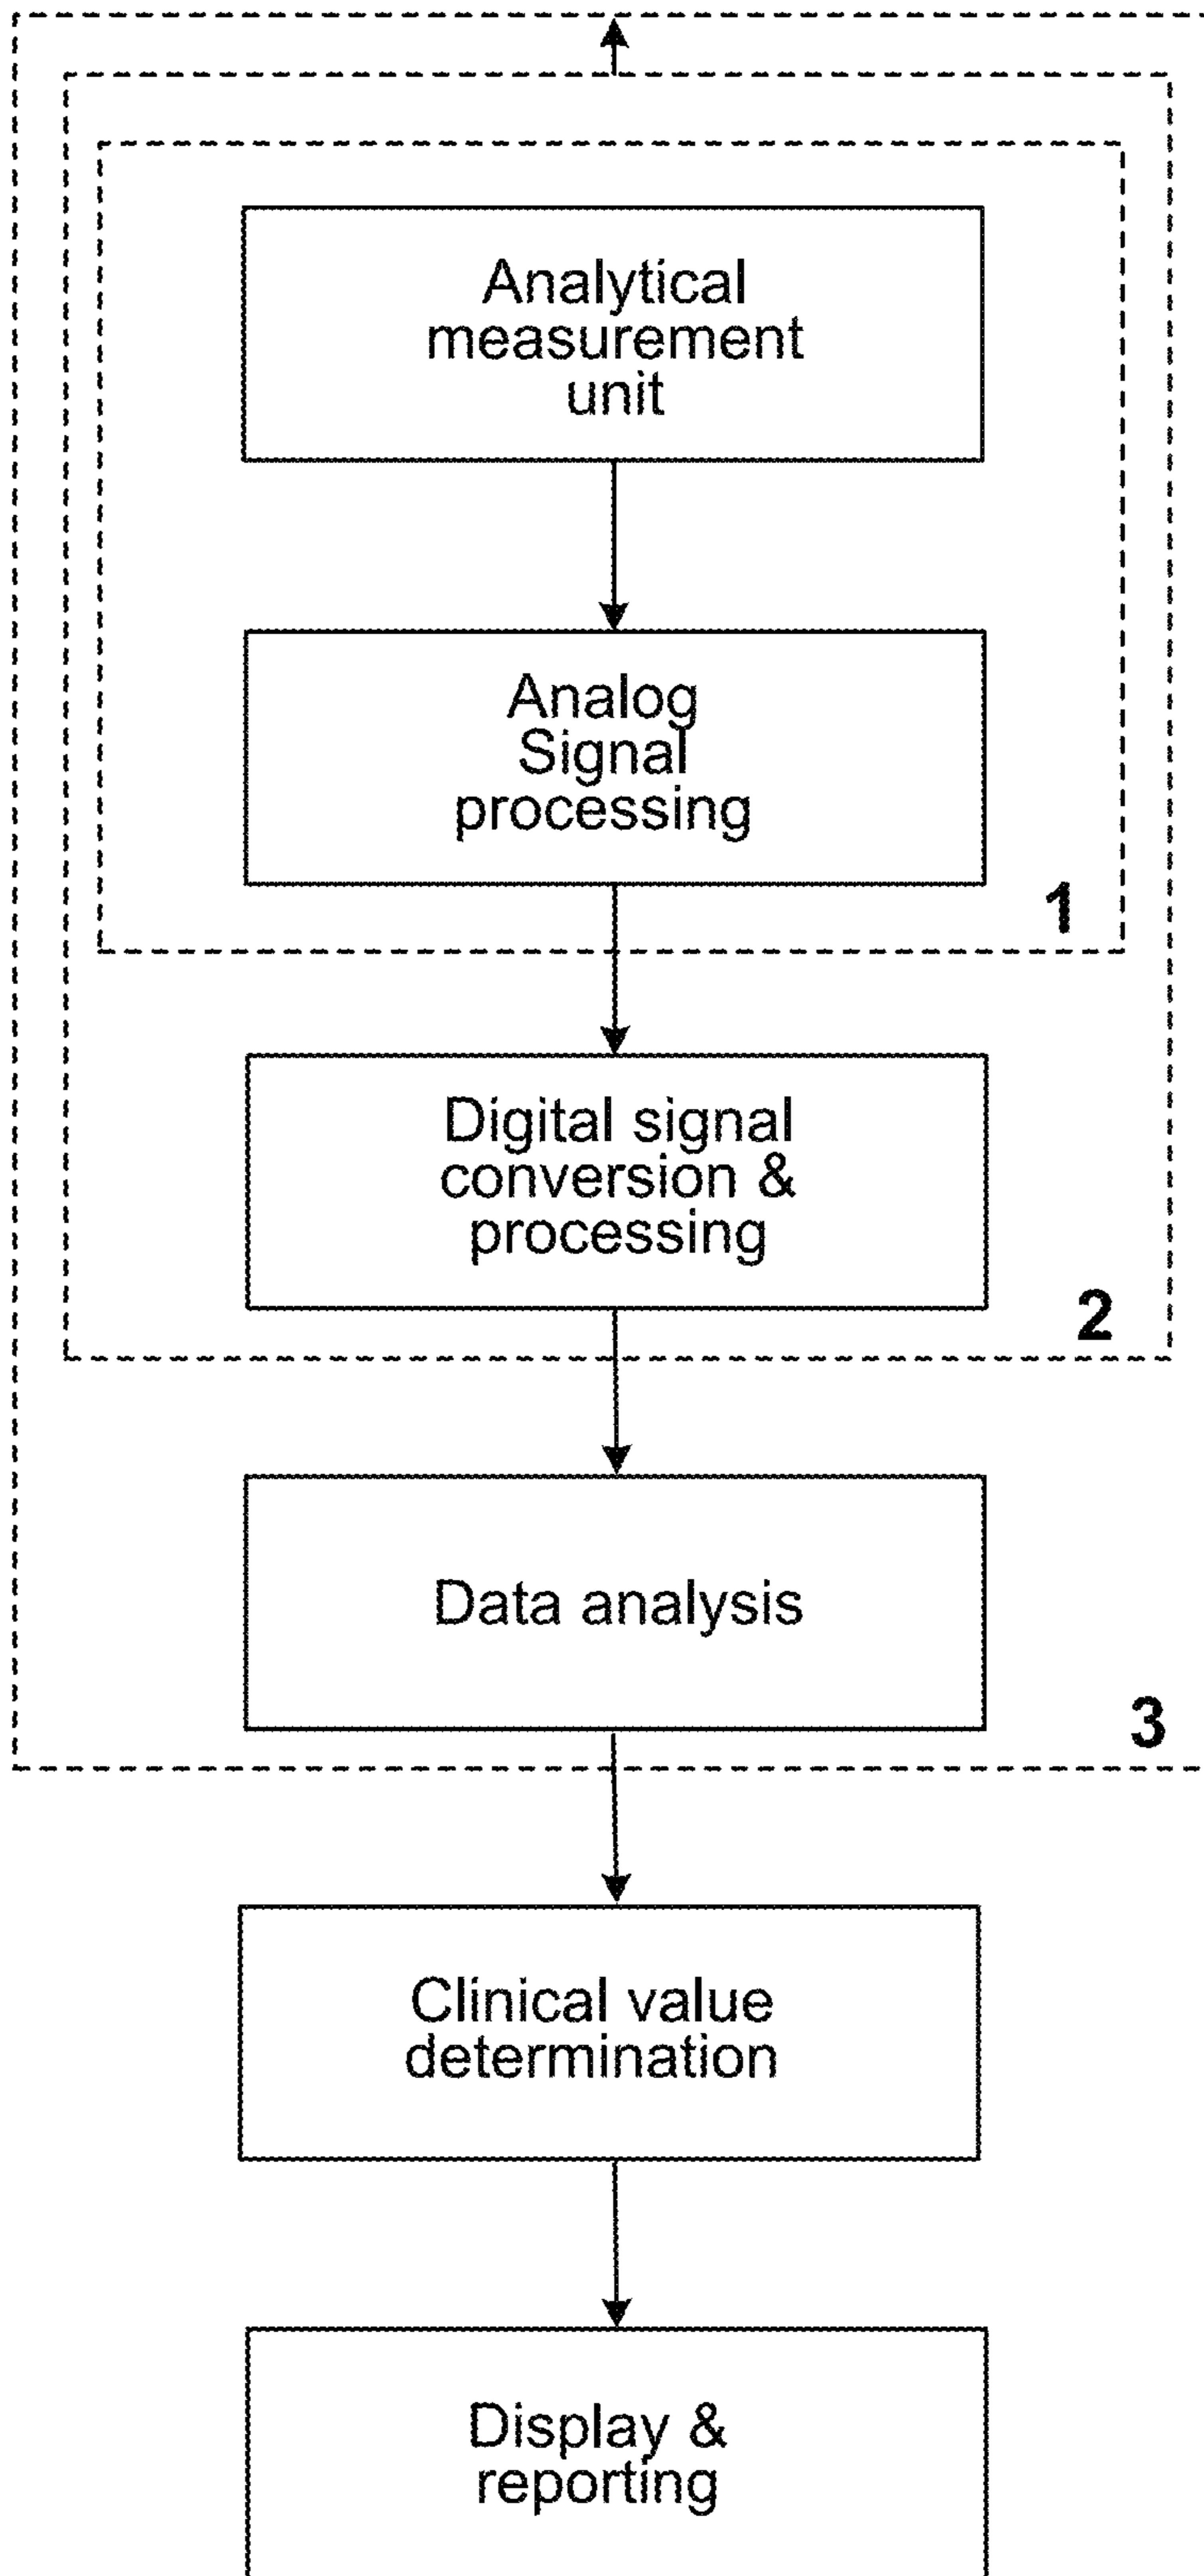 Analytical
measurement
unit
Analog
Signal
processing
1
Digital signal
conversion &
processing
2
Data analysis
3
Clinical value
determination
Display &
reporting